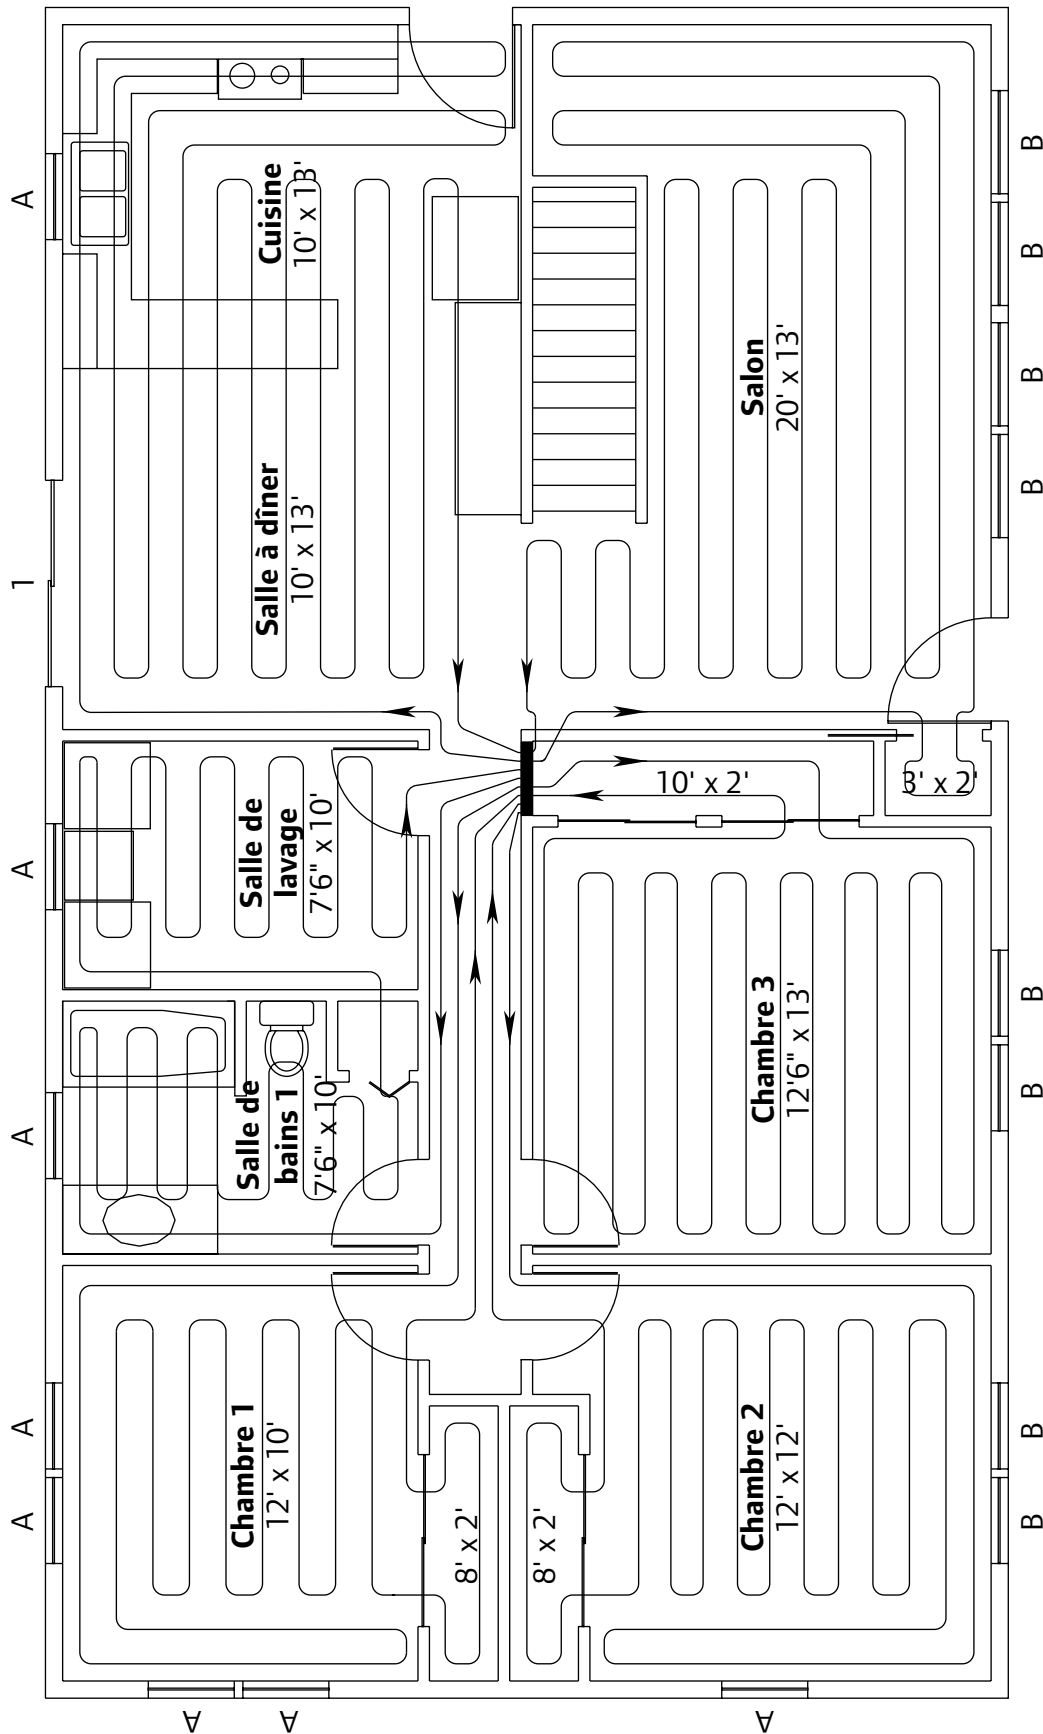 A
A
Chambre 1
12' x 10'
A
Salle de
bains 1
7'6" x 10'
A
Salle de
lavage
7'6" x 10'
1
Salle à dîner
10' x 13'
A
Cuisine
10' x 13'
A
A
8' x 2'
8' x 2'
10' x 2'
3' x 2'
A
Chambre 2
12' x 12'
Chambre 3
12'6" x 13'
Salon
20' x 13'
B
B
B
B
B
B
B
B